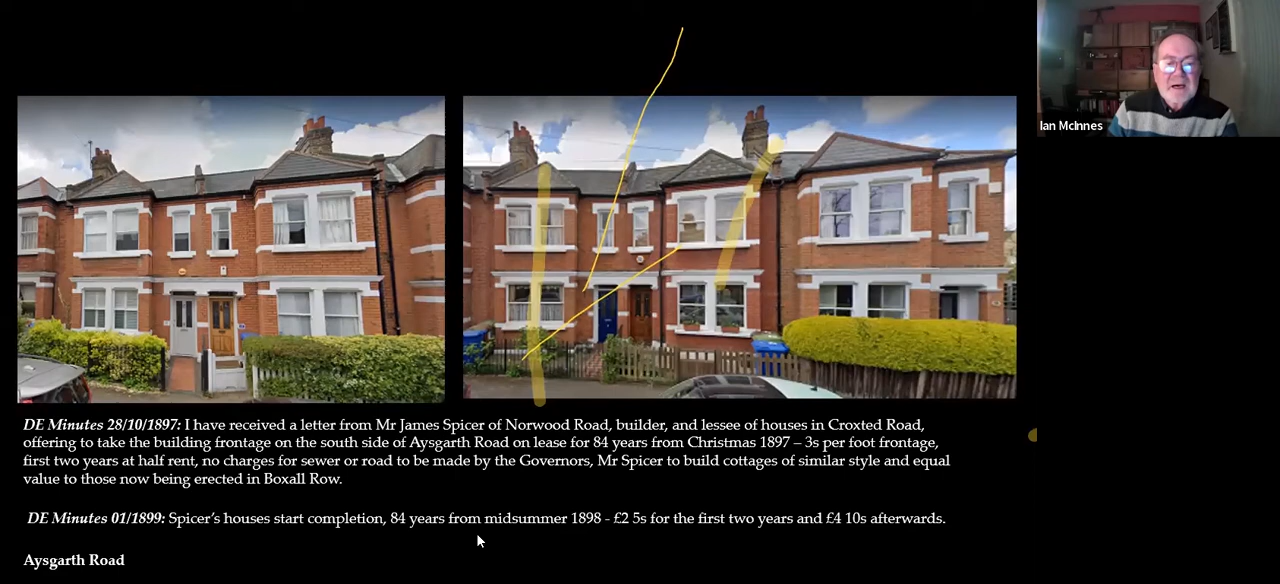 Ian McInnes
DE Minutes 28/10/1897: I have received a letter from Mr James Spicer of Norwood Road, builder, and lessee of houses in Croxted Road,
offering to take the building frontage on the south side of Aysgarth Road on lease for 84 years from Christmas 1897 – 3s per foot frontage,
first two years at half rent, no charges for sewer or road to be made by the Governors, Mr Spicer to build cottages of similar style and equal
value to those now being erected in Boxall Row.
DE Minutes 01/1899: Spicer's houses start completion, 84 years from midsummer 1898 - £2 5s for the first two years and £4 10s afterwards.
Aysgarth Road